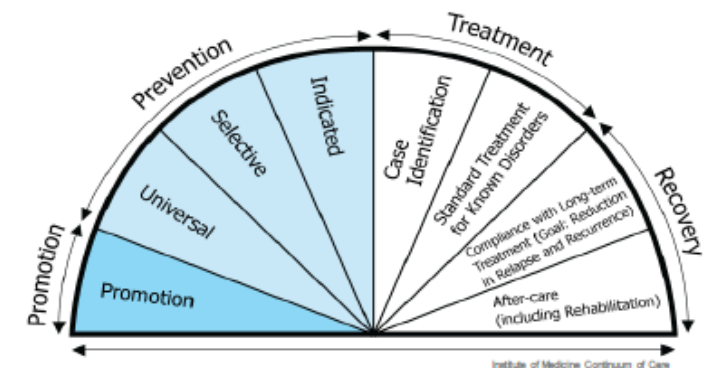 Promotion
Prevention
Treatment
Recovery
Promotion
Universal
Selective
Indicated
Case
Identification
Standard Treatment
for Known Disorders
Compliance with Long-term
Treatment (Goal: Reduction
in Relapse and Recurrence)
After-care
(including Rehabilitation)
Institute of Medicine Continuum of Care